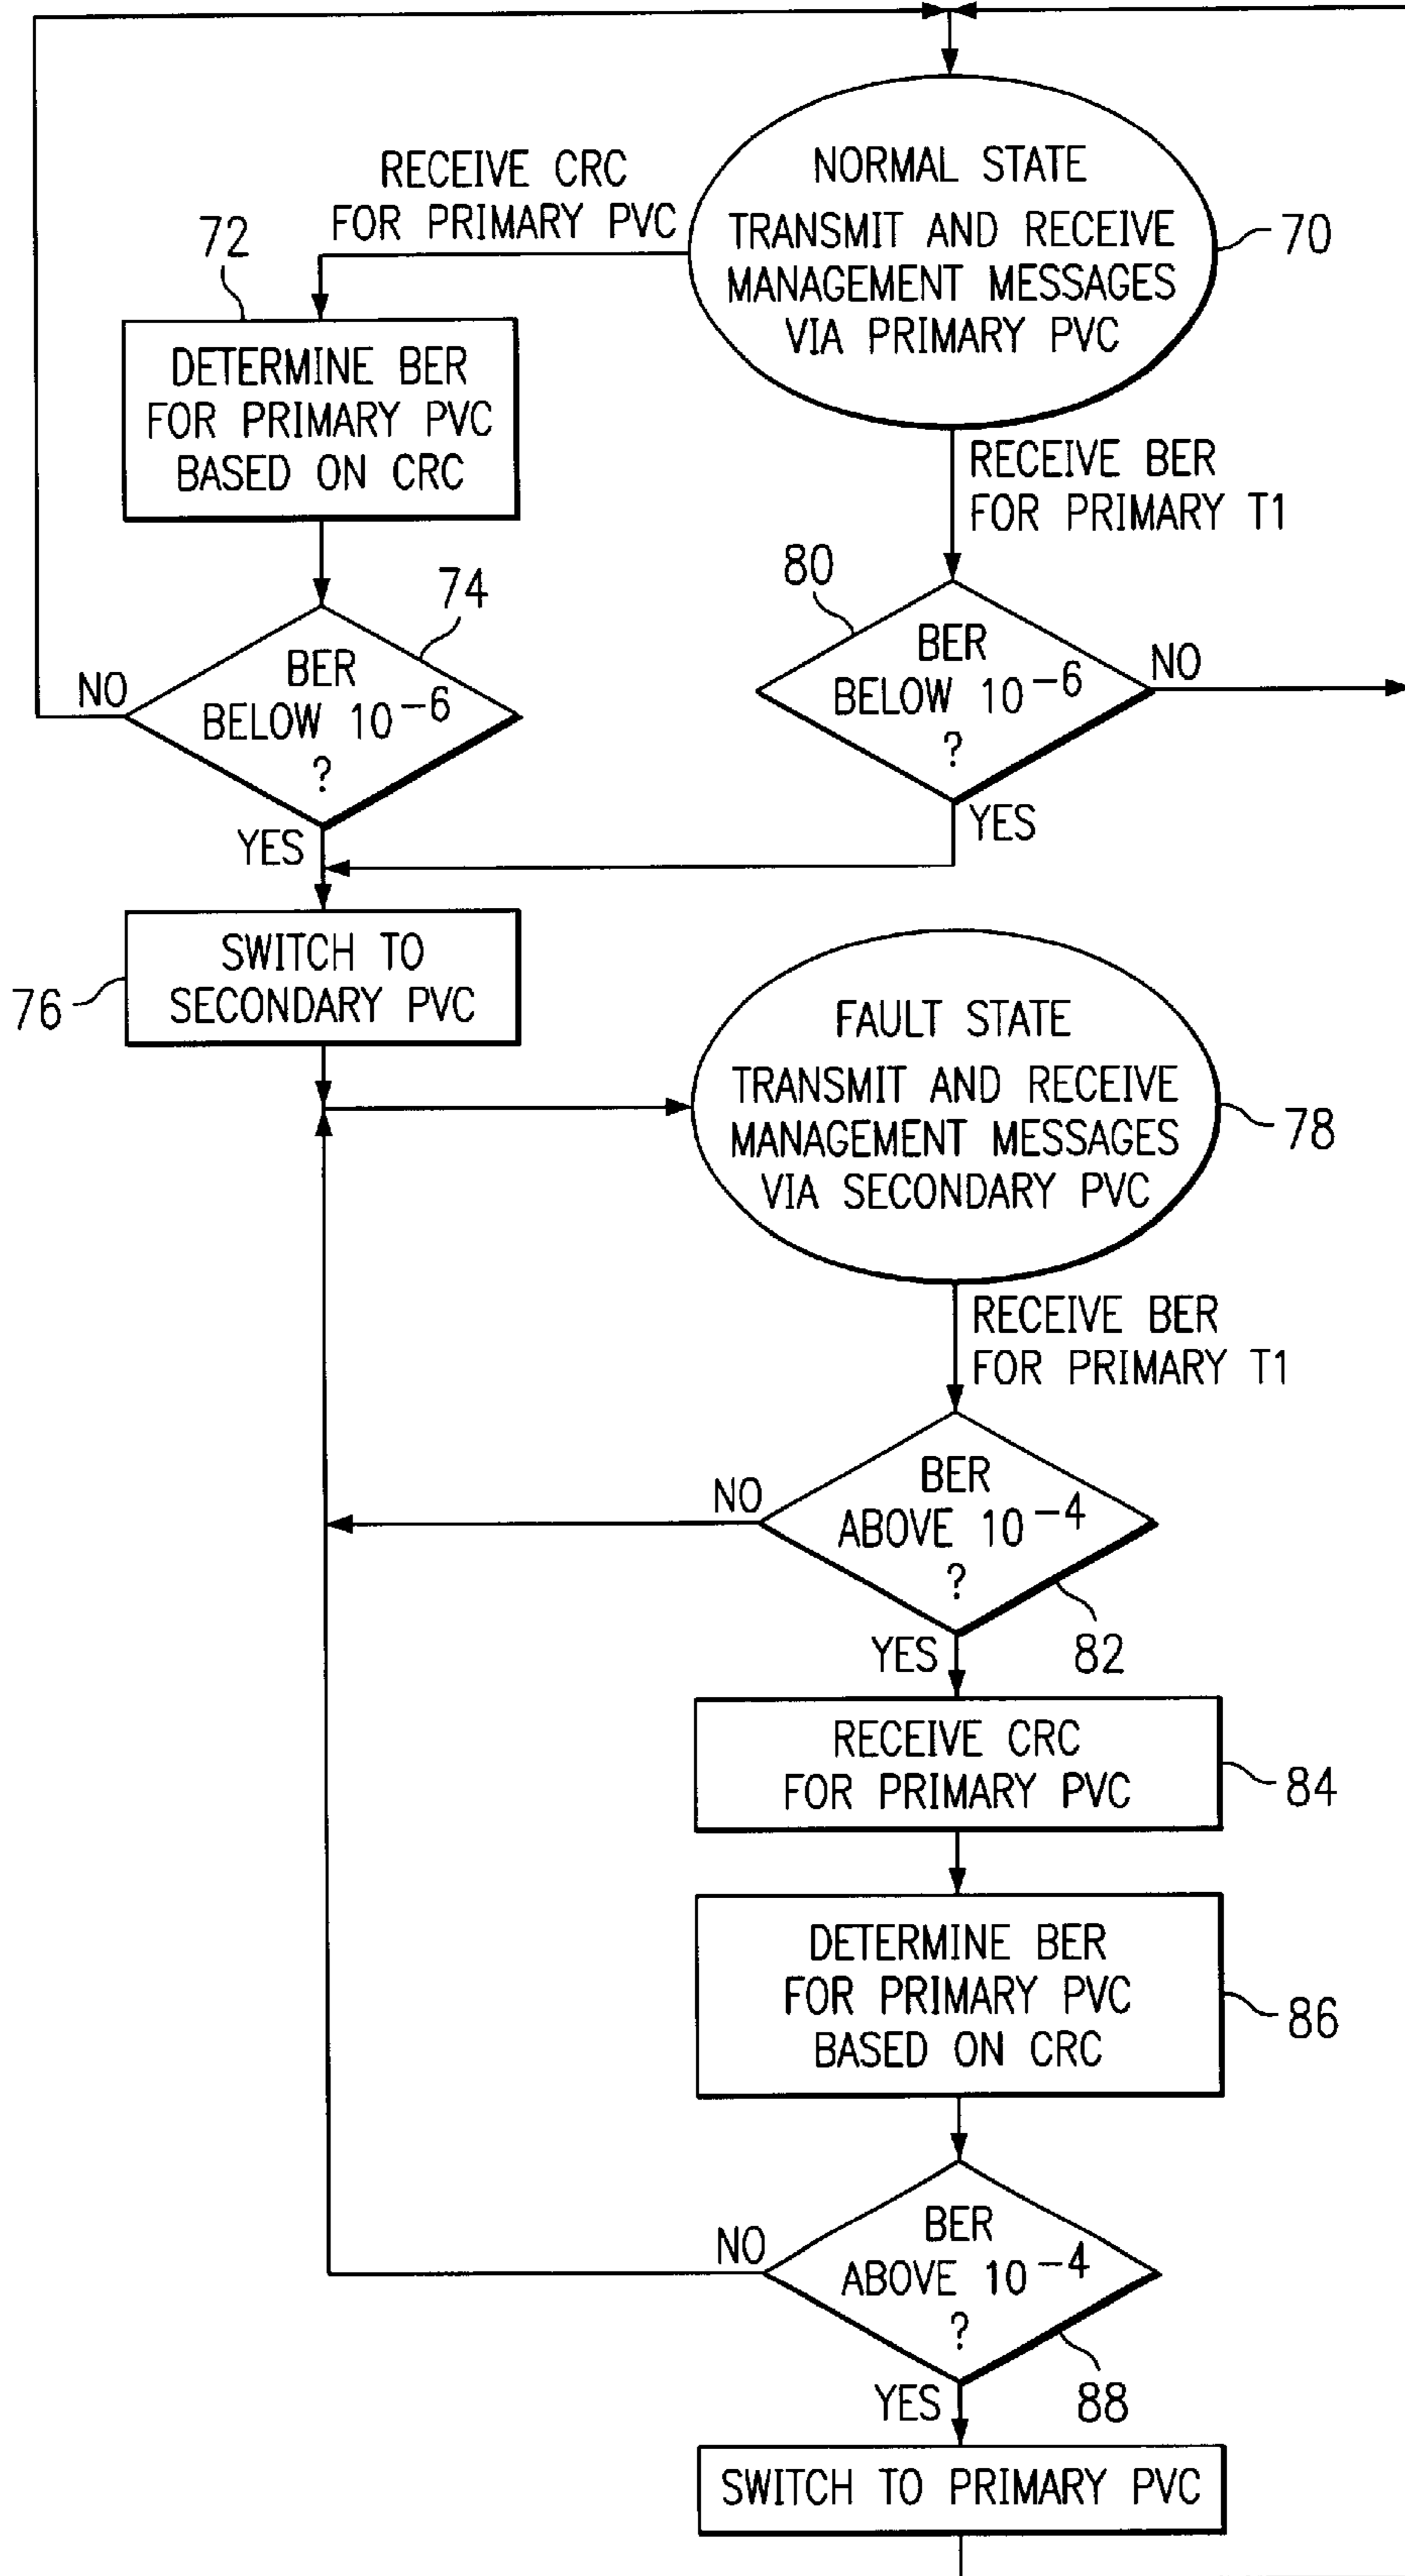 NORMAL STATE
TRANSMIT AND RECEIVE
MANAGEMENT MESSAGES
VIA PRIMARY PVC
70
RECEIVE CRC
FOR PRIMARY PVC
72
DETERMINE BER
FOR PRIMARY PVC
BASED ON CRC
RECEIVE BER
FOR PRIMARY T1
74
BER
BELOW 10⁻⁶
?
NO
YES
80
BER
BELOW 10⁻⁶
?
NO
YES
76
SWITCH TO
SECONDARY PVC
FAULT STATE
TRANSMIT AND RECEIVE
MANAGEMENT MESSAGES
VIA SECONDARY PVC
78
RECEIVE BER
FOR PRIMARY T1
NO
BER
ABOVE 10⁻⁴
?
82
YES
RECEIVE CRC
FOR PRIMARY PVC
84
DETERMINE BER
FOR PRIMARY PVC
BASED ON CRC
86
NO
BER
ABOVE 10⁻⁴
?
88
YES
SWITCH TO PRIMARY PVC